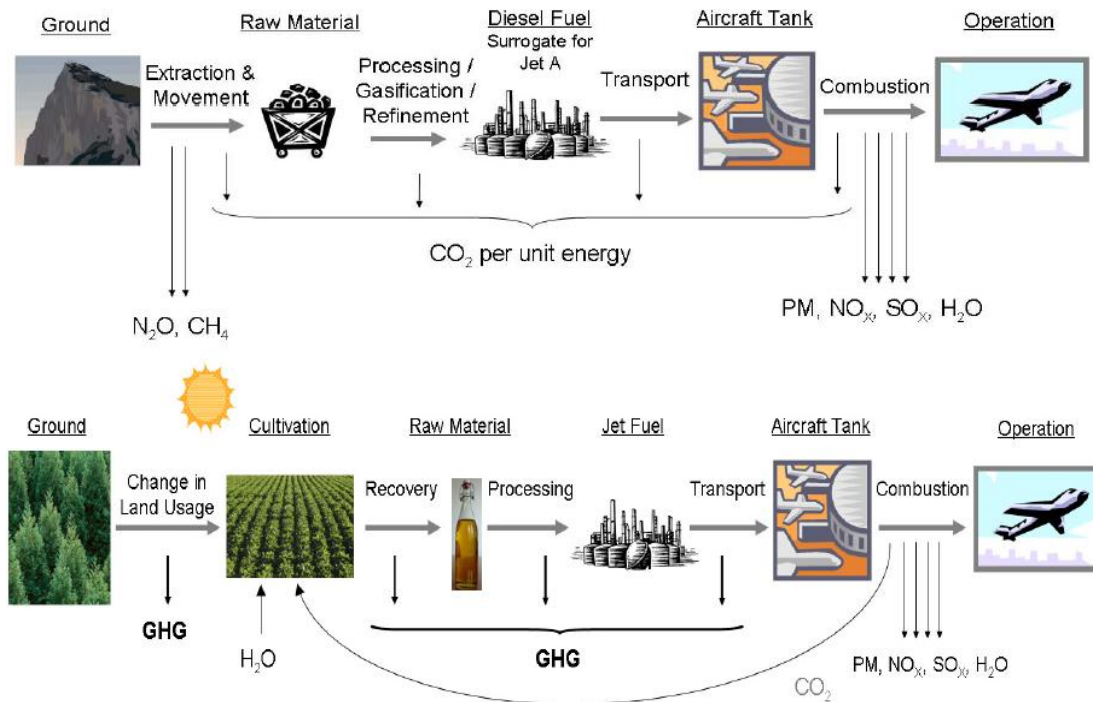 Ground
Raw Material
Diesel Fuel
Surrogate for
Jet A
Aircraft Tank
Operation
Extraction &
Movement
Processing /
Gasification /
Refinement
Transport
Combustion
CO₂ per unit energy
N₂O, CH₄
PM, NOₓ, SOₓ, H₂O
Ground
Cultivation
Raw Material
Jet Fuel
Aircraft Tank
Operation
Change in
Land Usage
Recovery
Processing
Transport
Combustion
GHG
H₂O
GHG
CO₂
PM, NOₓ, SOₓ, H₂O